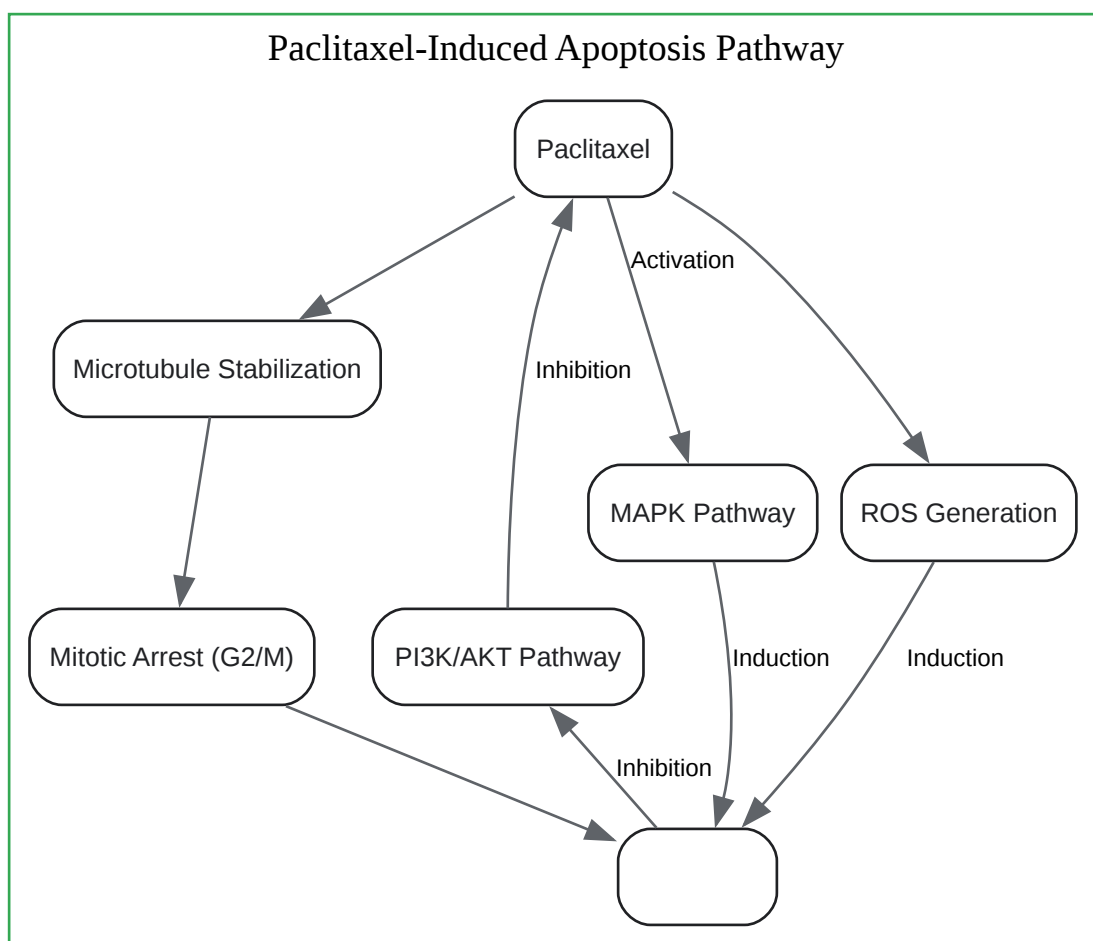 Paclitaxel-Induced Apoptosis Pathway
Paclitaxel
Activation
Microtubule Stabilization
Inhibition
MAPK Pathway
ROS Generation
Mitotic Arrest (G2/M)
PI3K/AKT Pathway
Induction
Induction
Inhibition